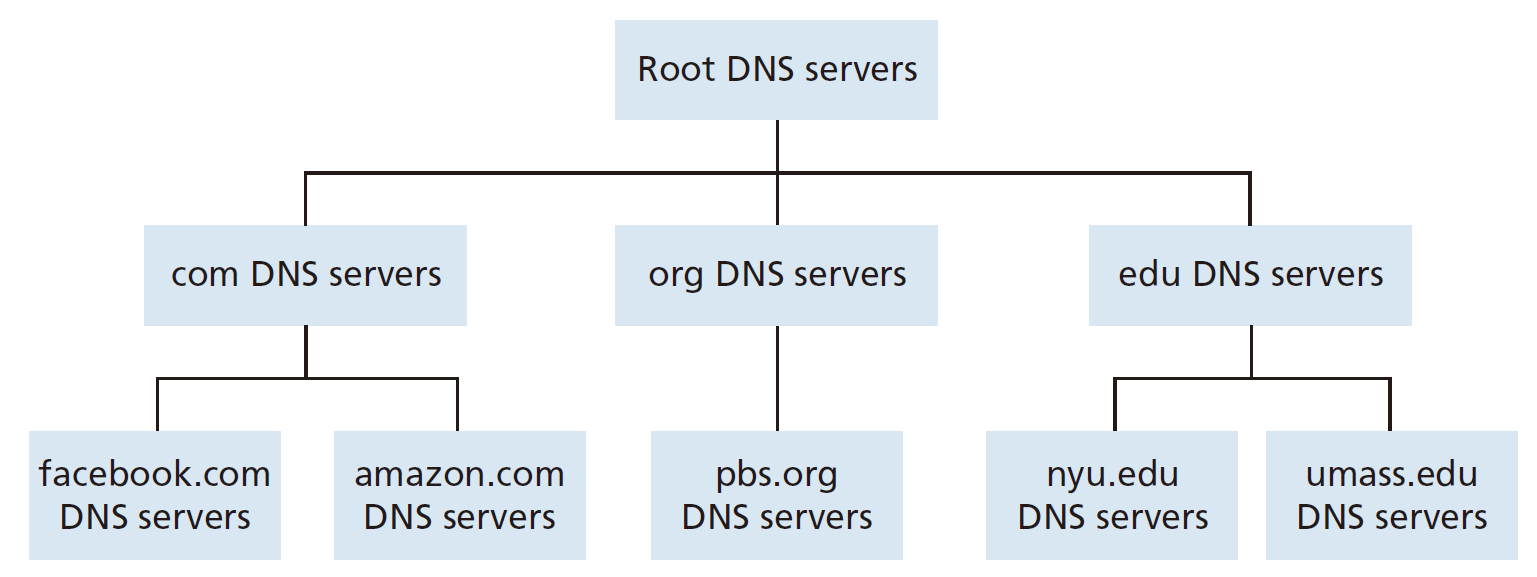 Root DNS servers
com DNS servers
org DNS servers
edu DNS servers
facebook.com
DNS servers
amazon.com
DNS servers
pbs.org
DNS servers
nyu.edu
DNS servers
umass.edu
DNS servers